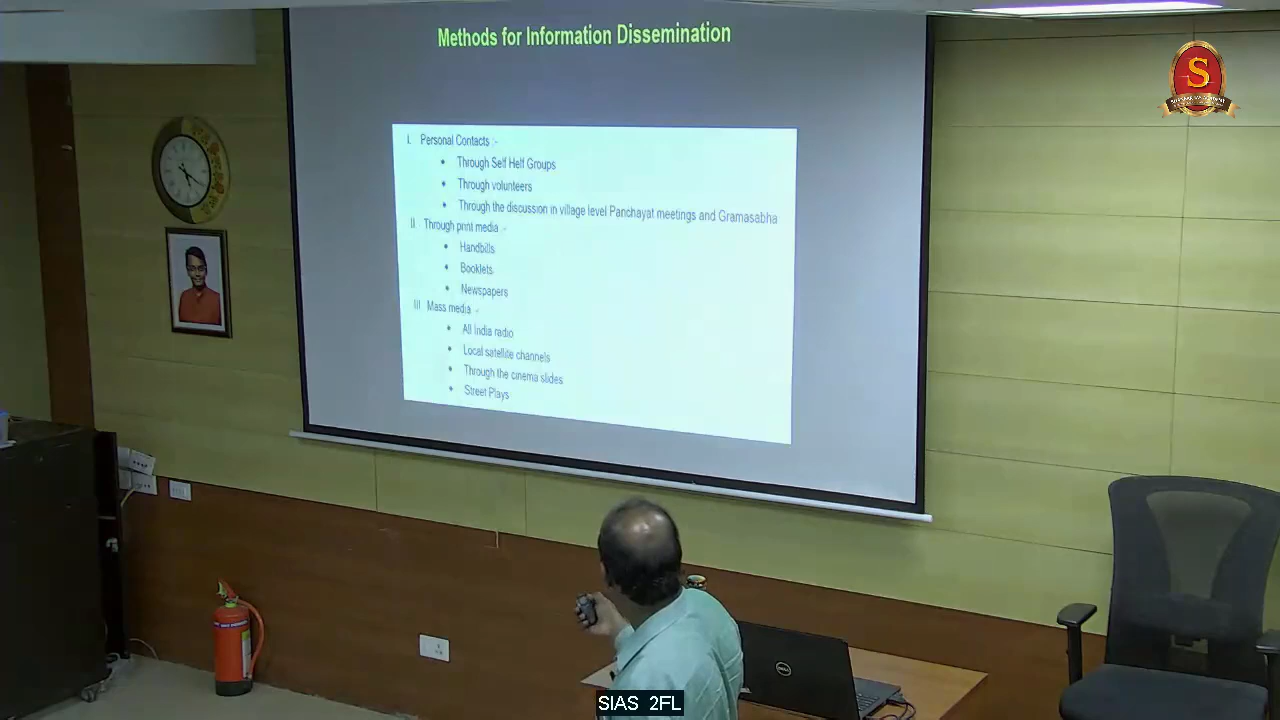 Methods for Information Dissemination
I. Personal Contacts :-
• Through Self Helf Groups
• Through volunteers
• Through the discussion in village level Panchayat meetings and Gramasabha
II Through print media :-
• Handbills
• Booklets
• Newspapers
III Mass media :-
• All India radio
• Local satellite channels
• Through the cinema slides
• Street Plays
S
DELL
SIAS 2FL